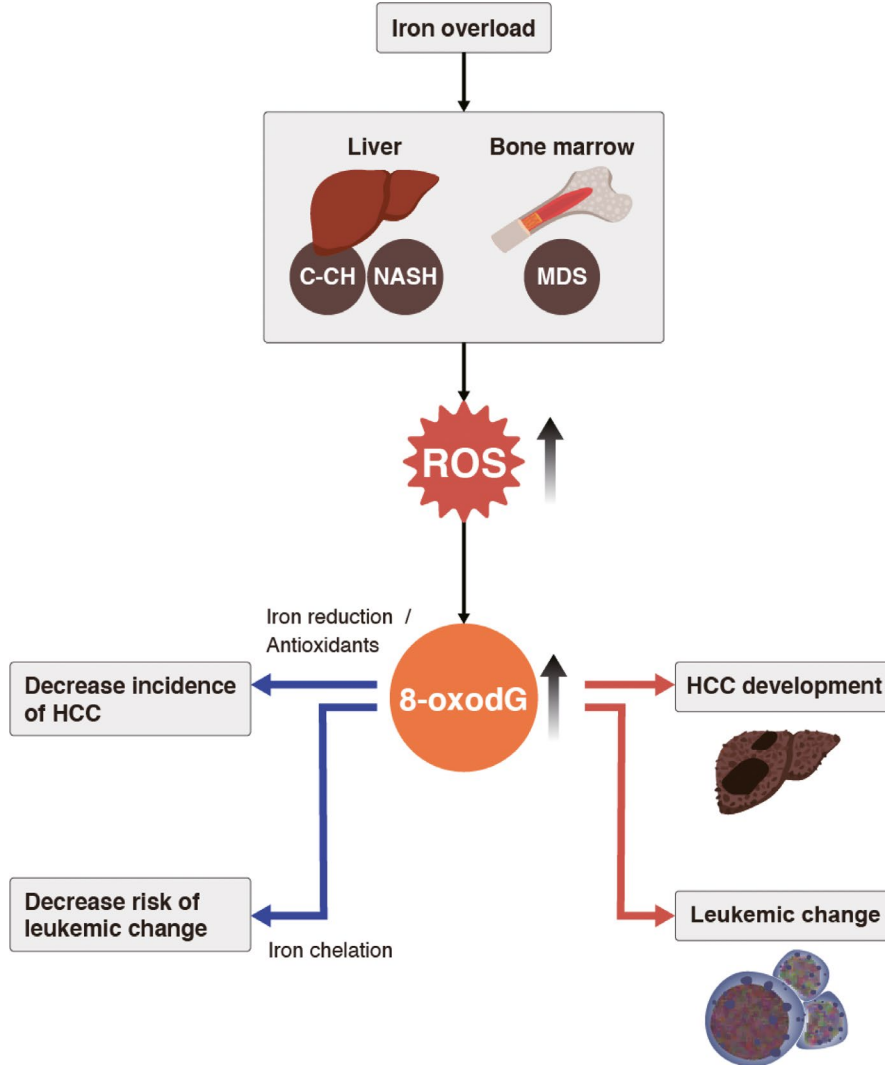 Iron overload
Liver
Bone marrow
C-CH
NASH
MDS
ROS
Iron reduction /
Antioxidants
8-oxodG
Decrease incidence
of HCC
HCC development
Decrease risk of
leukemic change
Iron chelation
Leukemic change